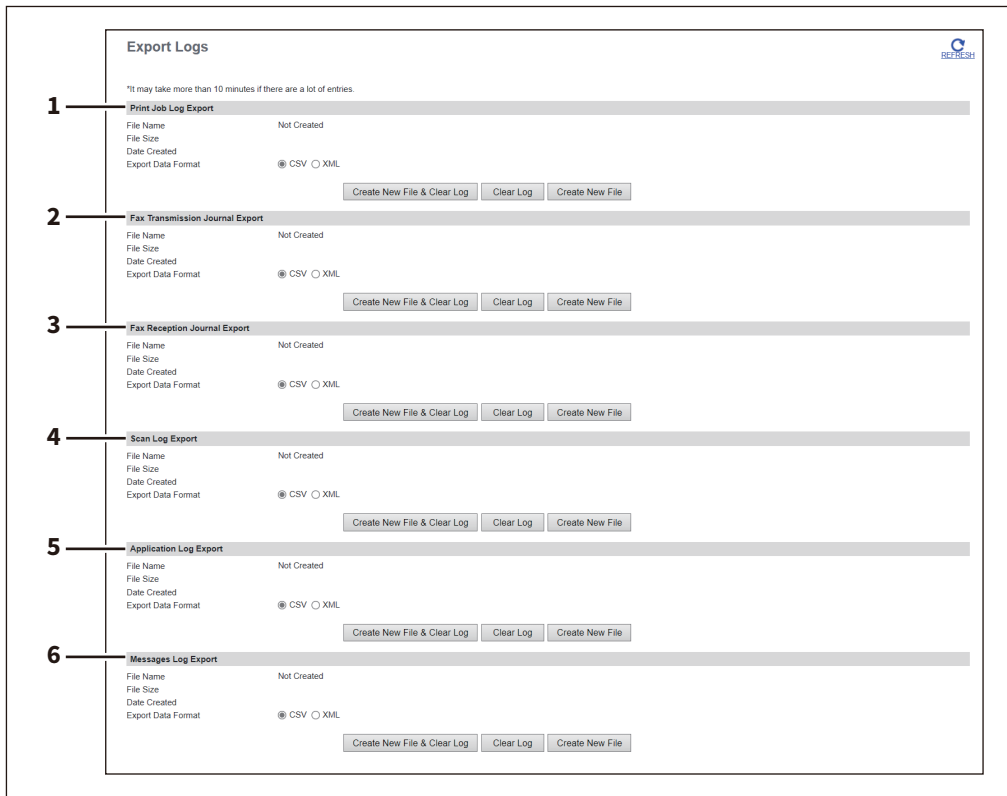 Export Logs
REFRESH
*It may take more than 10 minutes if there are a lot of entries.
1
Print Job Log Export
File Name Not Created
File Size
Date Created
Export Data Format CSV XML
Create New File & Clear Log Clear Log Create New File
2
Fax Transmission Journal Export
File Name Not Created
File Size
Date Created
Export Data Format CSV XML
Create New File & Clear Log Clear Log Create New File
3
Fax Reception Journal Export
File Name Not Created
File Size
Date Created
Export Data Format CSV XML
Create New File & Clear Log Clear Log Create New File
4
Scan Log Export
File Name Not Created
File Size
Date Created
Export Data Format CSV XML
Create New File & Clear Log Clear Log Create New File
5
Application Log Export
File Name Not Created
File Size
Date Created
Export Data Format CSV XML
Create New File & Clear Log Clear Log Create New File
6
Messages Log Export
File Name Not Created
File Size
Date Created
Export Data Format CSV XML
Create New File & Clear Log Clear Log Create New File